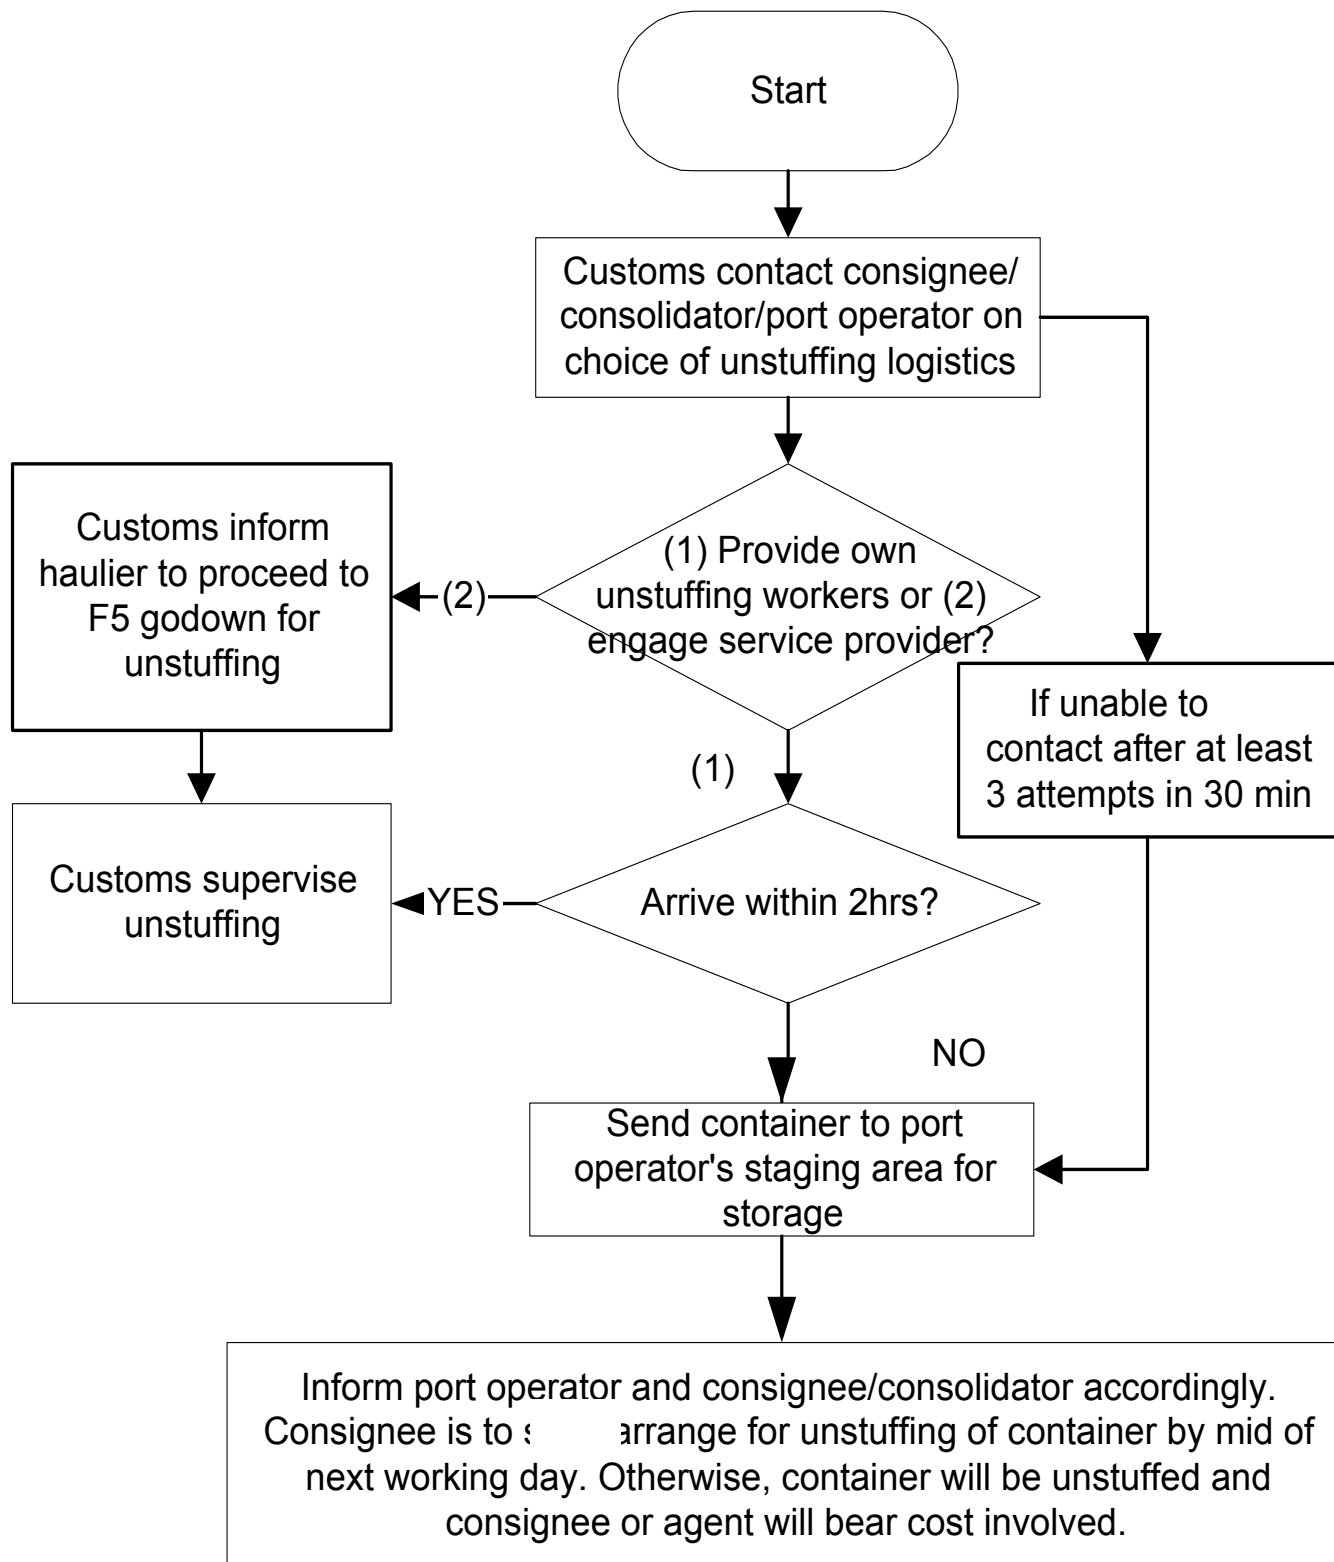 Start
Customs contact consignee/
consolidator/port operator on
choice of unstuffing logistics
Customs inform
haulier to proceed to
F5 godown for
unstuffing
(2)
(1) Provide own
unstuffing workers or (2)
engage service provider?
If unable to
contact after at least
3 attempts in 30 min
(1)
Customs supervise
unstuffing
YES
Arrive within 2hrs?
NO
Send container to port
operator's staging area for
storage
Inform port operator and consignee/consolidator accordingly.
Consignee is to arrange for unstuffing of container by mid of
next working day. Otherwise, container will be unstuffed and
consignee or agent will bear cost involved.